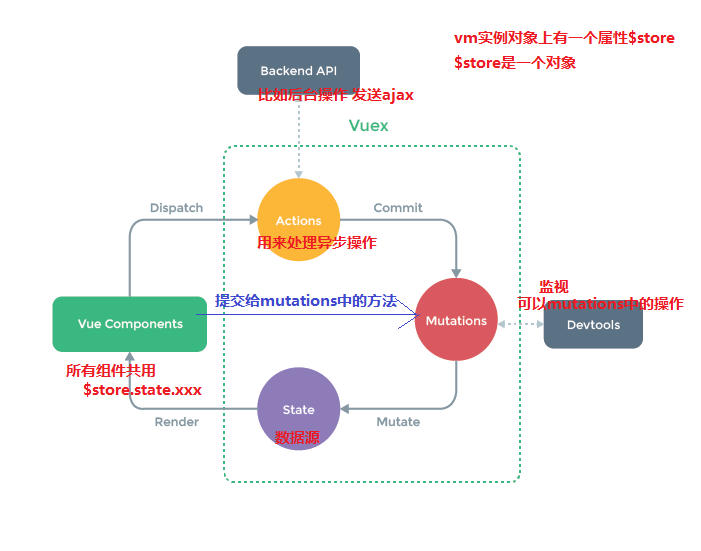 vm实例对象上有一个属性$store
$store是一个对象
Backend API
比如后台操作 发送ajax
Vuex
Dispatch
Commit
Actions
用来处理异步操作
提交给mutations中的方法
监视
可以mutations中的操作
Vue Components
Mutations
Devtools
所有组件共用
$store.state.xxx
State
Render
Mutate
数据源